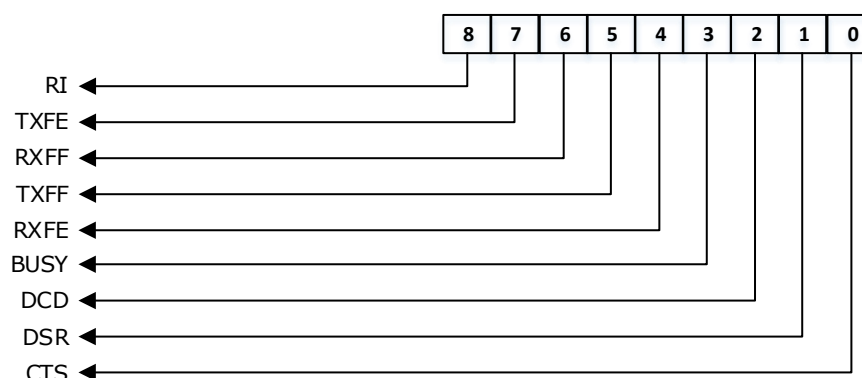 8 7 6 5 4 3 2 1 0
RI
TXFE
RXFF
TXFF
RXFE
BUSY
DCD
DSR
CTS